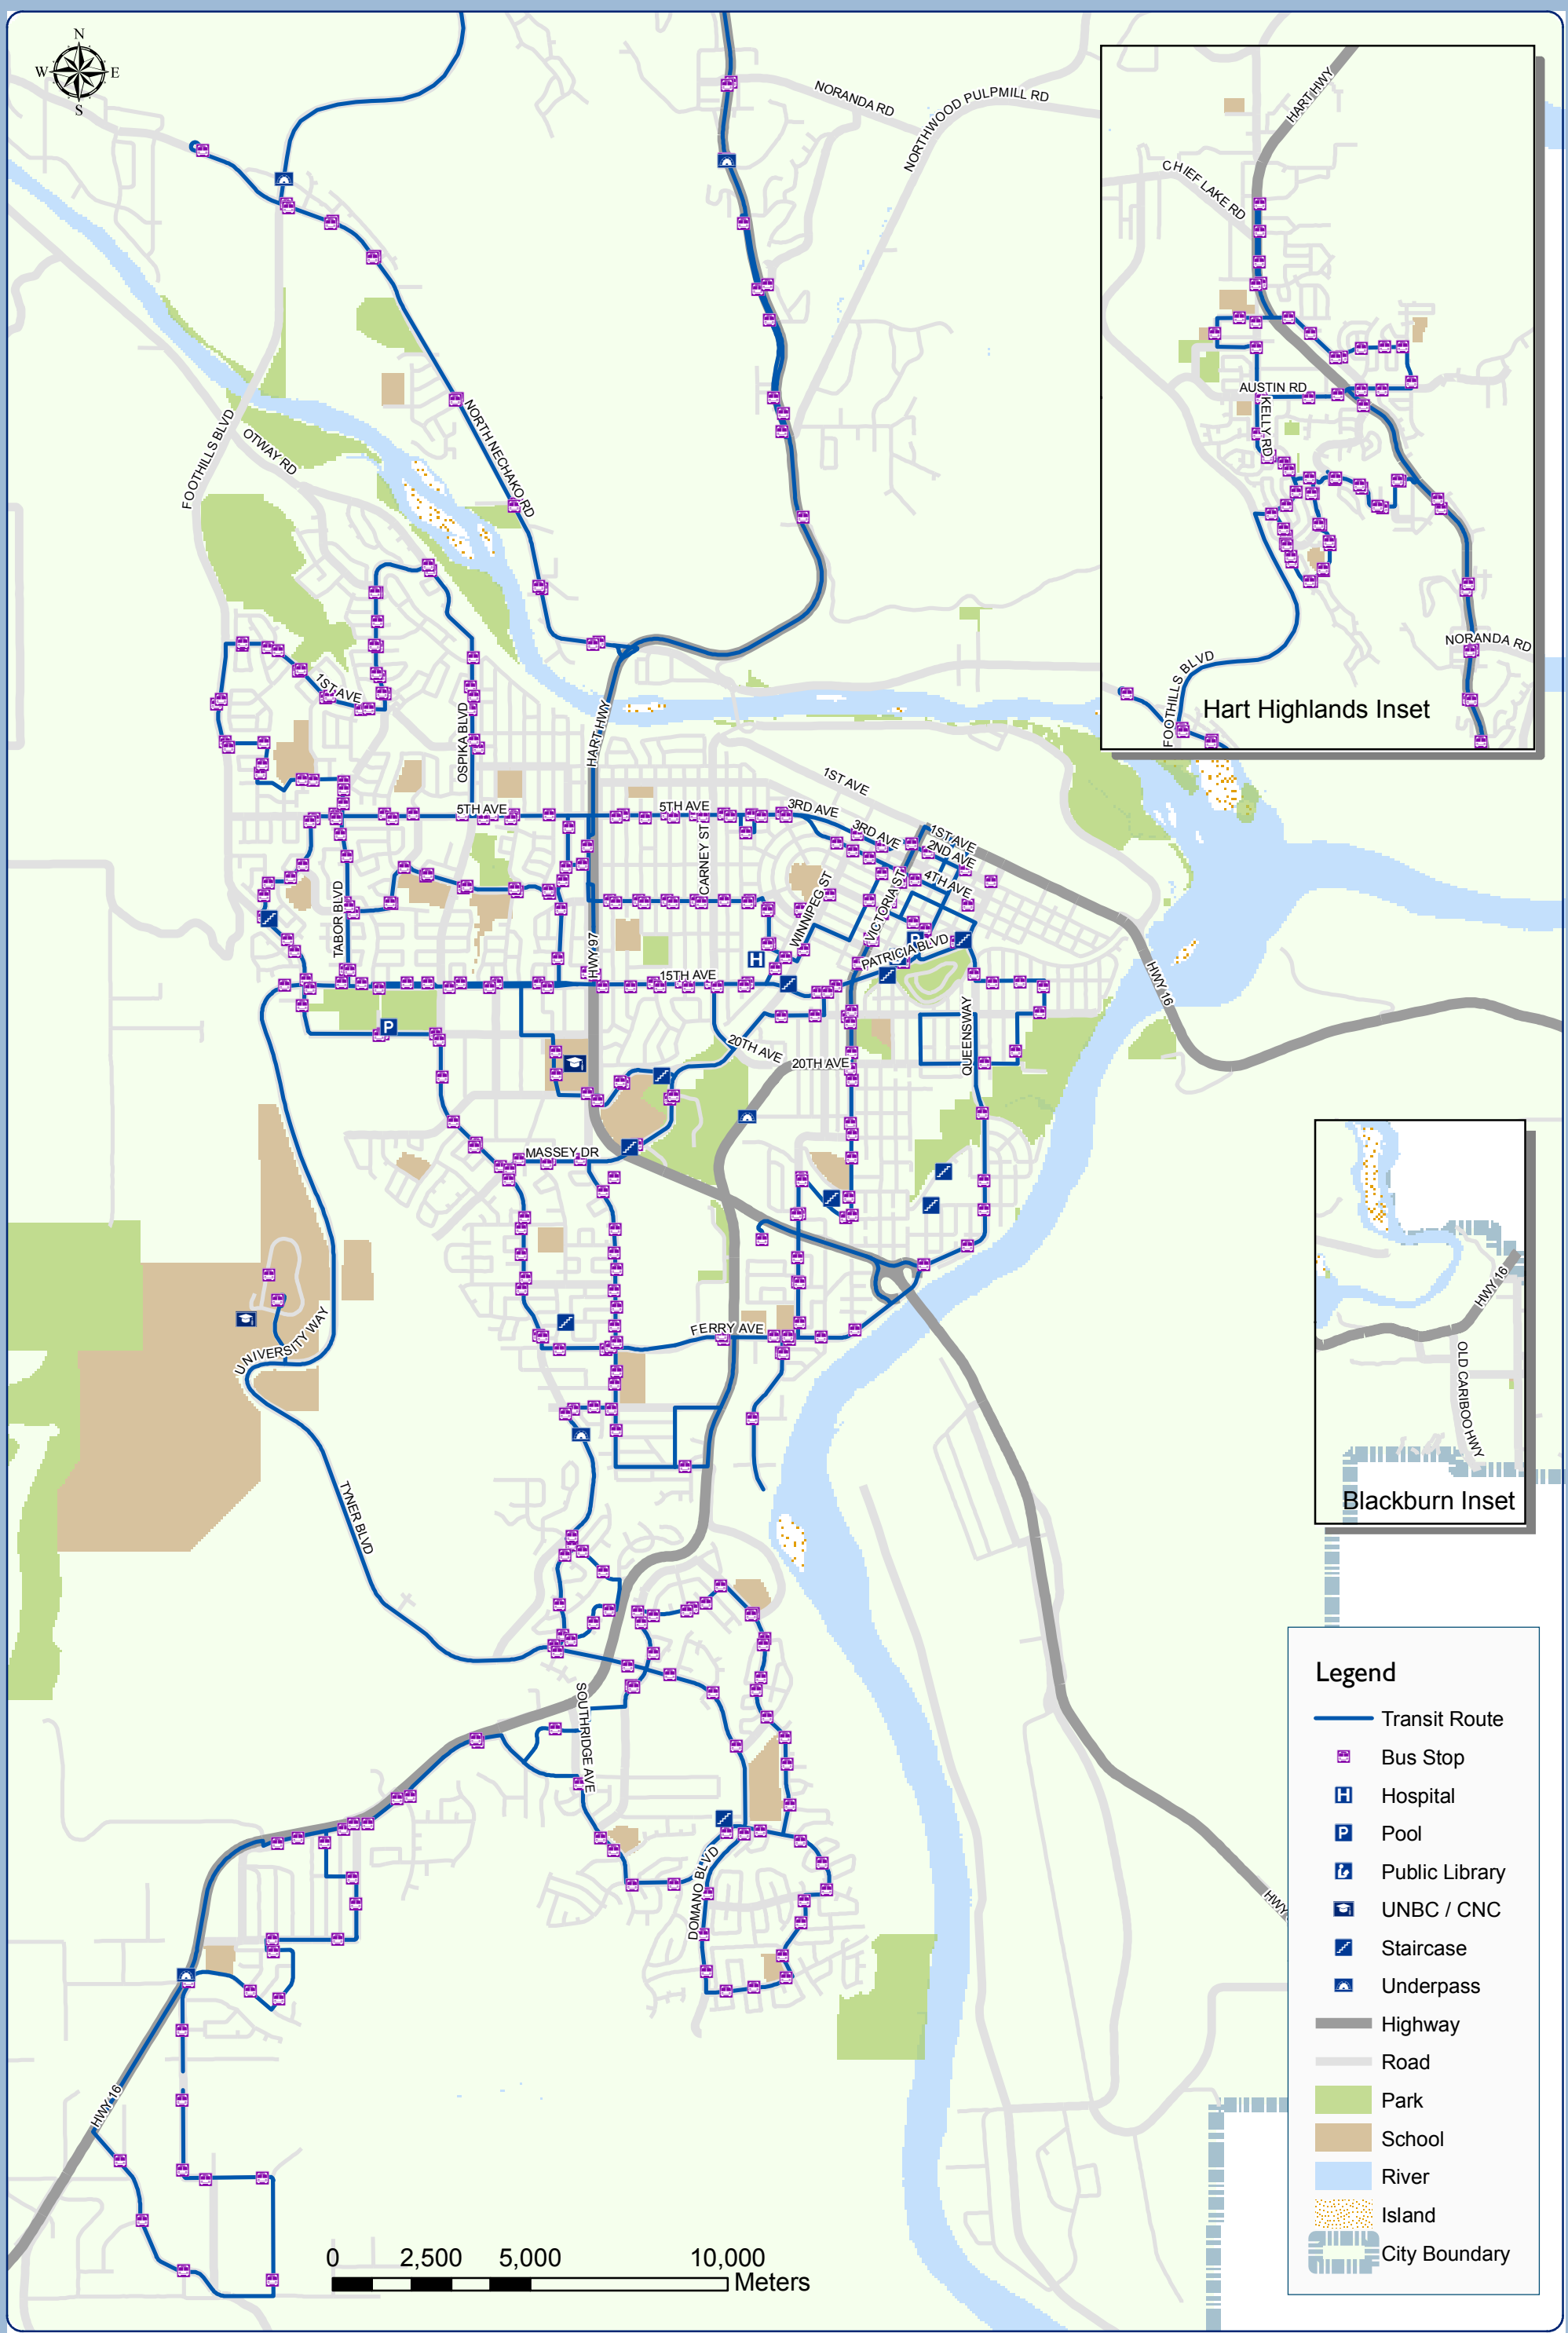 N
W E
S
NORANDA RD
NORTHWOOD PULPMILL RD
HART HWY
CHIEF LAKE RD
AUSTIN RD
KELLY RD
NORANDA RD
FOOTHILLS BLVD
Hart Highlands Inset
FOOTHILLS BLVD
OTWAY RD
NORTH NECHAKO RD
1ST AVE
OSPIKA BLVD
HART HWY
1ST AVE
5TH AVE
5TH AVE
3RD AVE
3RD AVE
1ST AVE
2ND AVE
4TH AVE
CARNEY ST
WINNIPEG ST
VICTORIA ST
TABOR BLVD
HWY 97
PATRICIA BLVD
H
P
15TH AVE
HWY 16
P
20TH AVE
20TH AVE
QUEENSWAY
MASSEY DR
HWY 16
OLD CARIBOO HWY
Blackburn Inset
UNIVERSITY WAY
FERRY AVE
TYNER BLVD
SOUTHRIDGE AVE
DOMANO BLVD
HWY
HWY 16
Legend
Transit Route
Bus Stop
H Hospital
P Pool
Public Library
UNBC / CNC
Staircase
Underpass
Highway
Road
Park
School
River
Island
City Boundary
0 2,500 5,000 10,000
Meters